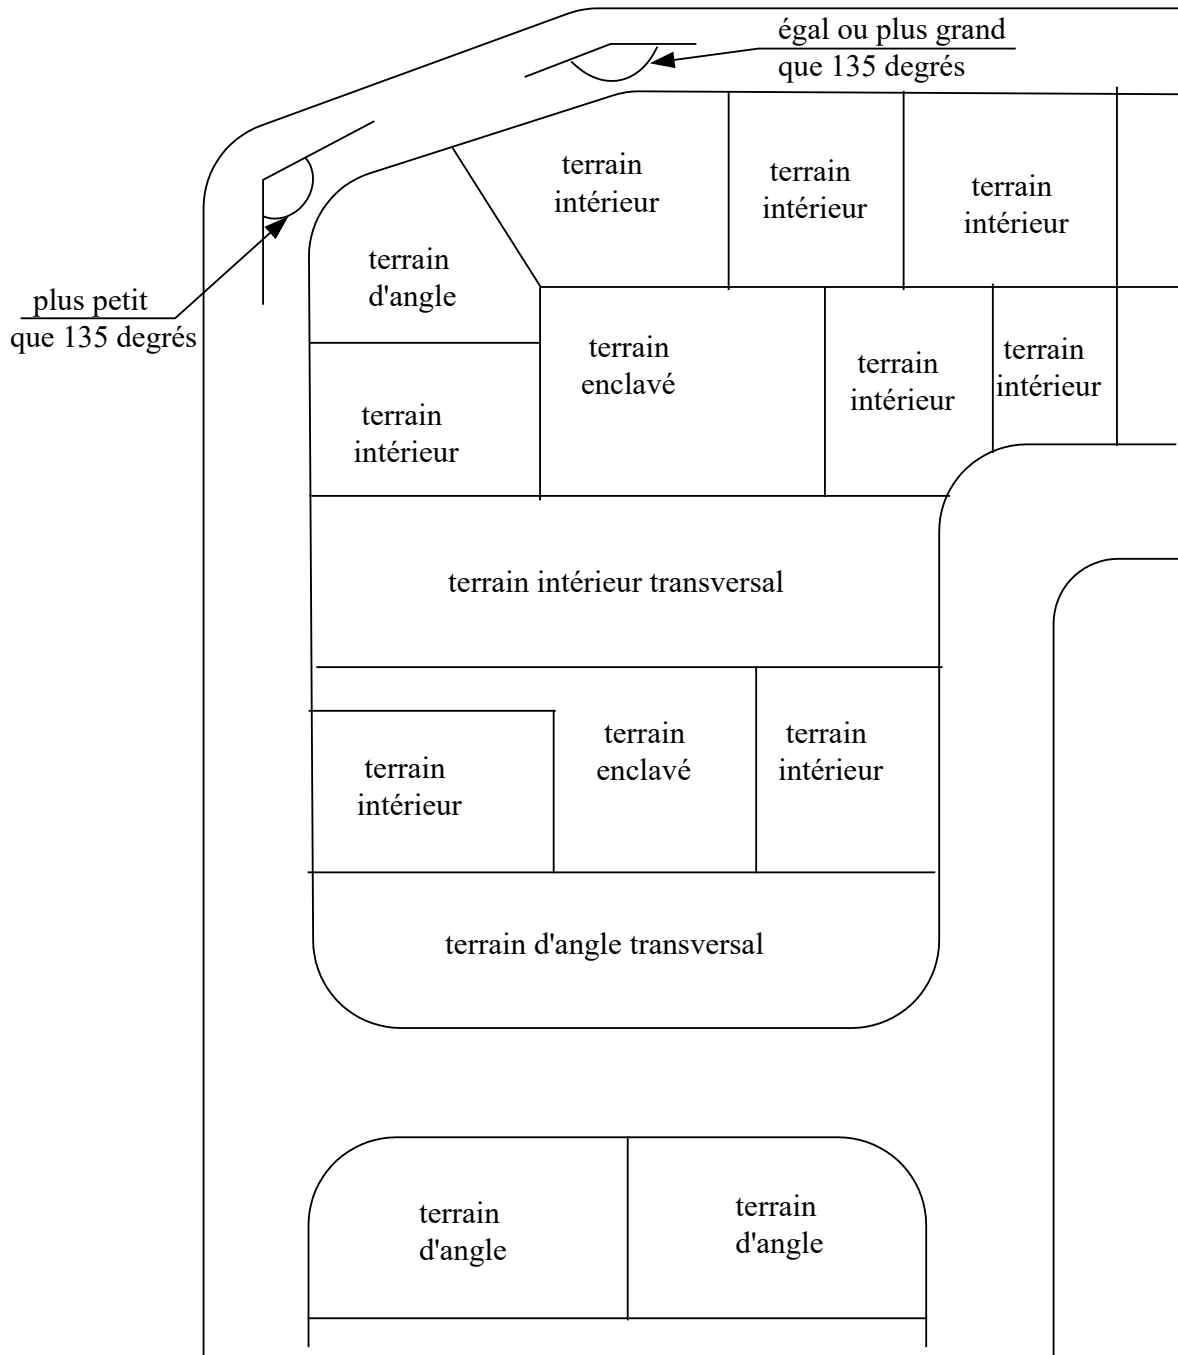 égal ou plus grand
que 135 degrés
terrain
intérieur
terrain
intérieur
terrain
intérieur
terrain
d'angle
plus petit
que 135 degrés
terrain
enclavé
terrain
intérieur
terrain
intérieur
terrain
intérieur
terrain intérieur transversal
terrain
intérieur
terrain
enclavé
terrain
intérieur
terrain d'angle transversal
terrain
d'angle
terrain
d'angle